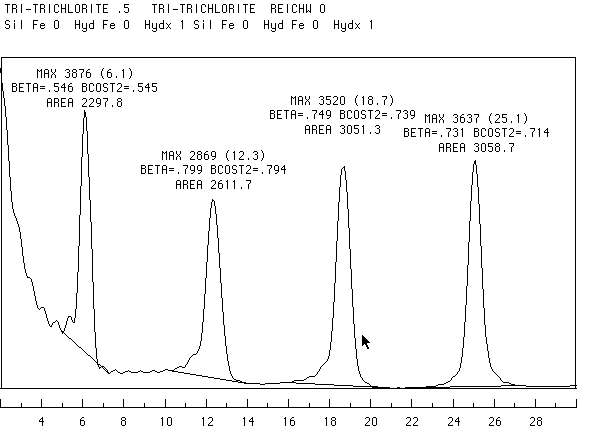 TRI-TRICHLORITE .5 TRI-TRICHLORITE REICHW 0
Sil Fe 0 Hyd Fe 0 Hydx 1 Sil Fe 0 Hyd Fe 0 Hydx 1
MAX 3876 (6.1)
BETA=.546 BCOST2=.545
AREA 2297.8
MAX 3520 (18.7)
BETA=.749 BCOST2=.739
AREA 3051.3
MAX 3637 (25.1)
BETA=.731 BCOST2=.714
AREA 3058.7
MAX 2869 (12.3)
BETA=.799 BCOST2=.794
AREA 2611.7
4 6 8 10 12 14 16 18 20 22 24 26 28